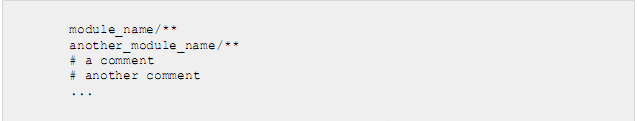 module_name/**
another_module_name/**
# a comment
# another comment
...